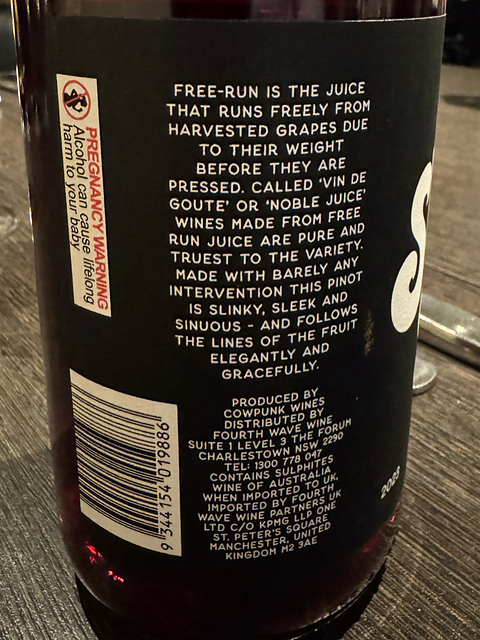 FREE-RUN IS THE JUICE
THAT RUNS FREELY FROM
HARVESTED GRAPES DUE
TO THEIR WEIGHT
BEFORE THEY ARE
PRESSED. CALLED 'VIN DE
GOUTE' OR 'NOBLE JUICE'
WINES MADE FROM FREE
RUN JUICE ARE PURE AND
TRUEST TO THE VARIETY.
MADE WITH BARELY ANY
INTERVENTION THIS PINOT
IS SLINKY, SLEEK AND
SINUOUS - AND FOLLOWS
THE LINES OF THE FRUIT
ELEGANTLY AND
GRACEFULLY.
PRODUCED BY
COWPUNK WINES
DISTRIBUTED BY
FOURTH WAVE WINE
SUITE 1 LEVEL 3 THE FORUM
CHARLESTOWN NSW 2290
TEL: 1300 778 047
CONTAINS SULPHITES
WINE OF AUSTRALIA.
WHEN IMPORTED TO UK,
IMPORTED BY FOURTH
WAVE WINE PARTNERS UK
LTD C/O KPMG LLP ONE
ST. PETER'S SQUARE
MANCHESTER, UNITED
KINGDOM M2 3AE
PREGNANCY WARNING
Alcohol can cause lifelong
harm to your baby
9 344154 019886
S
2023